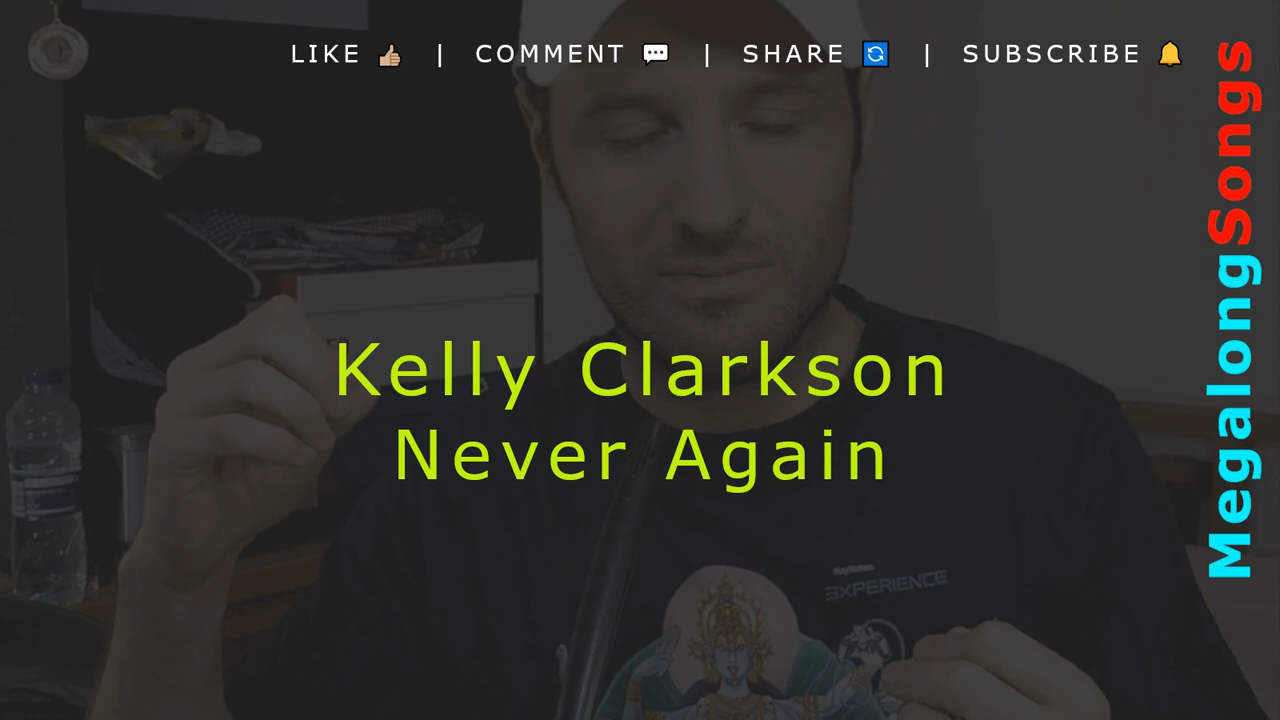 LIKE 👍🏼 | COMMENT 💬 | SHARE 🔄 | SUBSCRIBE 🔔
MegalongSongs
Kelly Clarkson
Never Again
PlayStation
EXPERIENCE